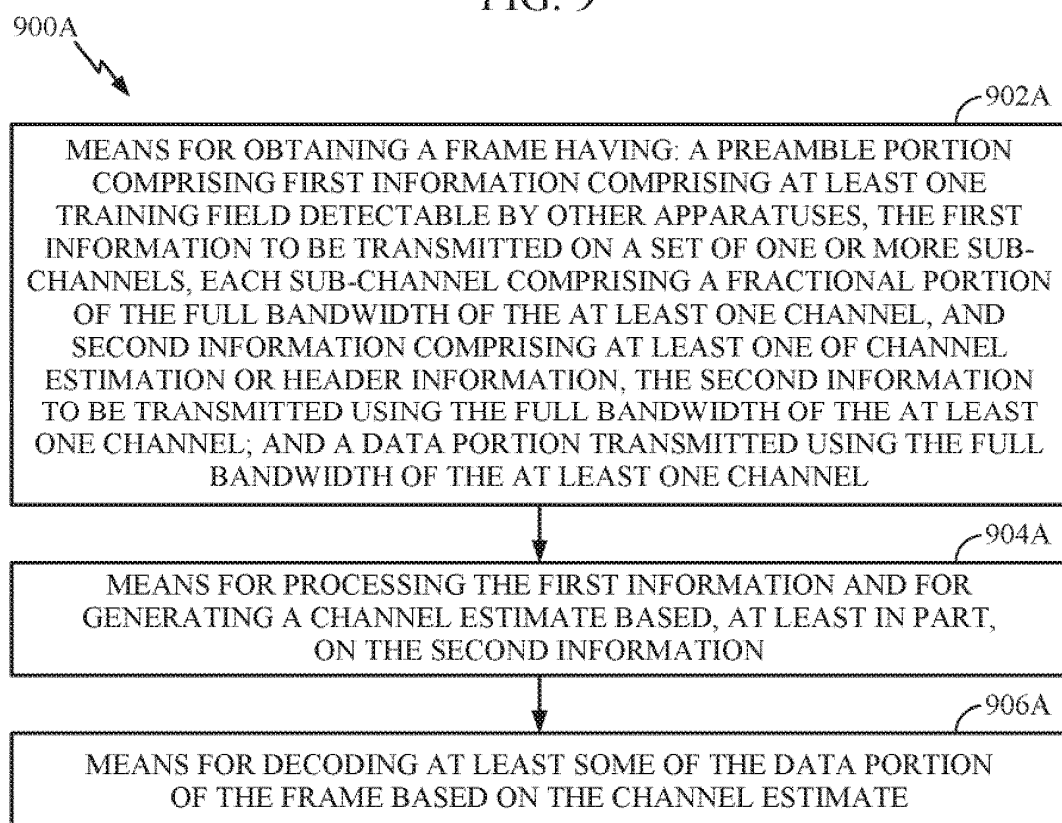 FIG. 9
900A
902A
MEANS FOR OBTAINING A FRAME HAVING: A PREAMBLE PORTION
COMPRISING FIRST INFORMATION COMPRISING AT LEAST ONE
TRAINING FIELD DETECTABLE BY OTHER APPARATUSES, THE FIRST
INFORMATION TO BE TRANSMITTED ON A SET OF ONE OR MORE SUB-
CHANNELS, EACH SUB-CHANNEL COMPRISING A FRACTIONAL PORTION
OF THE FULL BANDWIDTH OF THE AT LEAST ONE CHANNEL, AND
SECOND INFORMATION COMPRISING AT LEAST ONE OF CHANNEL
ESTIMATION OR HEADER INFORMATION, THE SECOND INFORMATION
TO BE TRANSMITTED USING THE FULL BANDWIDTH OF THE AT LEAST
ONE CHANNEL; AND A DATA PORTION TRANSMITTED USING THE FULL
BANDWIDTH OF THE AT LEAST ONE CHANNEL
904A
MEANS FOR PROCESSING THE FIRST INFORMATION AND FOR
GENERATING A CHANNEL ESTIMATE BASED, AT LEAST IN PART,
ON THE SECOND INFORMATION
906A
MEANS FOR DECODING AT LEAST SOME OF THE DATA PORTION
OF THE FRAME BASED ON THE CHANNEL ESTIMATE